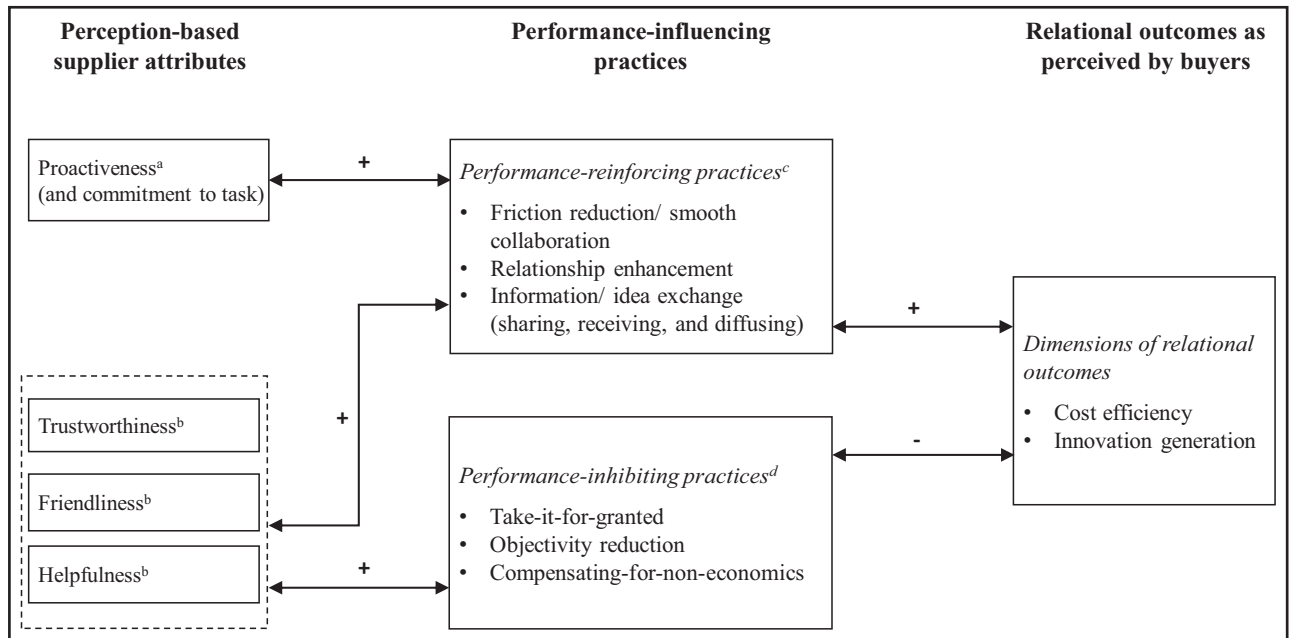 Perception-based
supplier attributes
Performance-influencing
practices
Relational outcomes as
perceived by buyers
Proactivenessᵃ
(and commitment to task)
+
Performance-reinforcing practicesᶜ
• Friction reduction/ smooth
collaboration
• Relationship enhancement
• Information/ idea exchange
(sharing, receiving, and diffusing)
+
Dimensions of relational
outcomes
• Cost efficiency
• Innovation generation
Trustworthinessᵇ
Friendlinessᵇ
Helpfulnessᵇ
+
+
Performance-inhibiting practicesᵈ
• Take-it-for-granted
• Objectivity reduction
• Compensating-for-non-economics
-